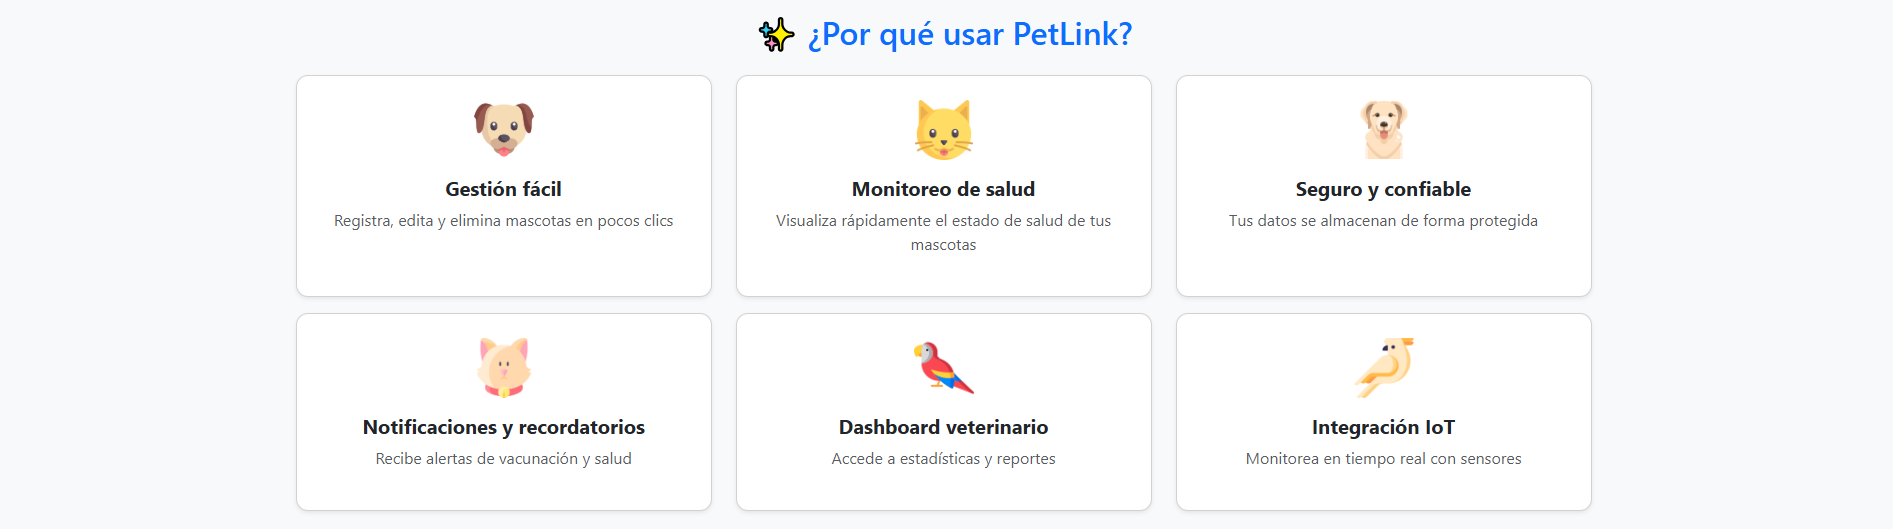 ¿Por qué usar PetLink?
Gestión fácil
Registra, edita y elimina mascotas en pocos clics
Monitoreo de salud
Visualiza rápidamente el estado de salud de tus
mascotas
Seguro y confiable
Tus datos se almacenan de forma protegida
Notificaciones y recordatorios
Recibe alertas de vacunación y salud
Dashboard veterinario
Accede a estadísticas y reportes
Integración IoT
Monitorea en tiempo real con sensores